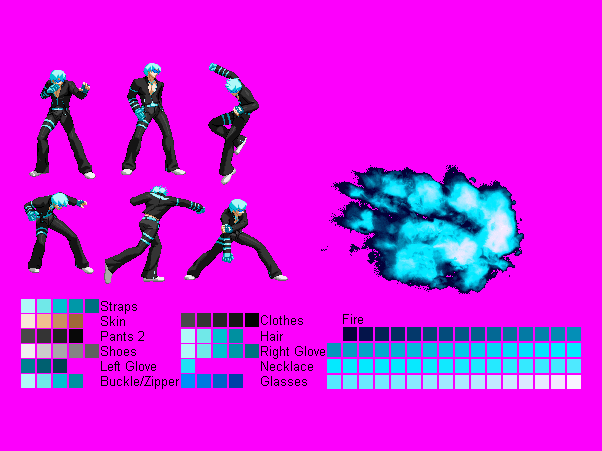 Straps
Skin
Pants 2
Shoes
Left Glove
Buckle/Zipper
Clothes
Hair
Right Glove
Necklace
Glasses
Fire